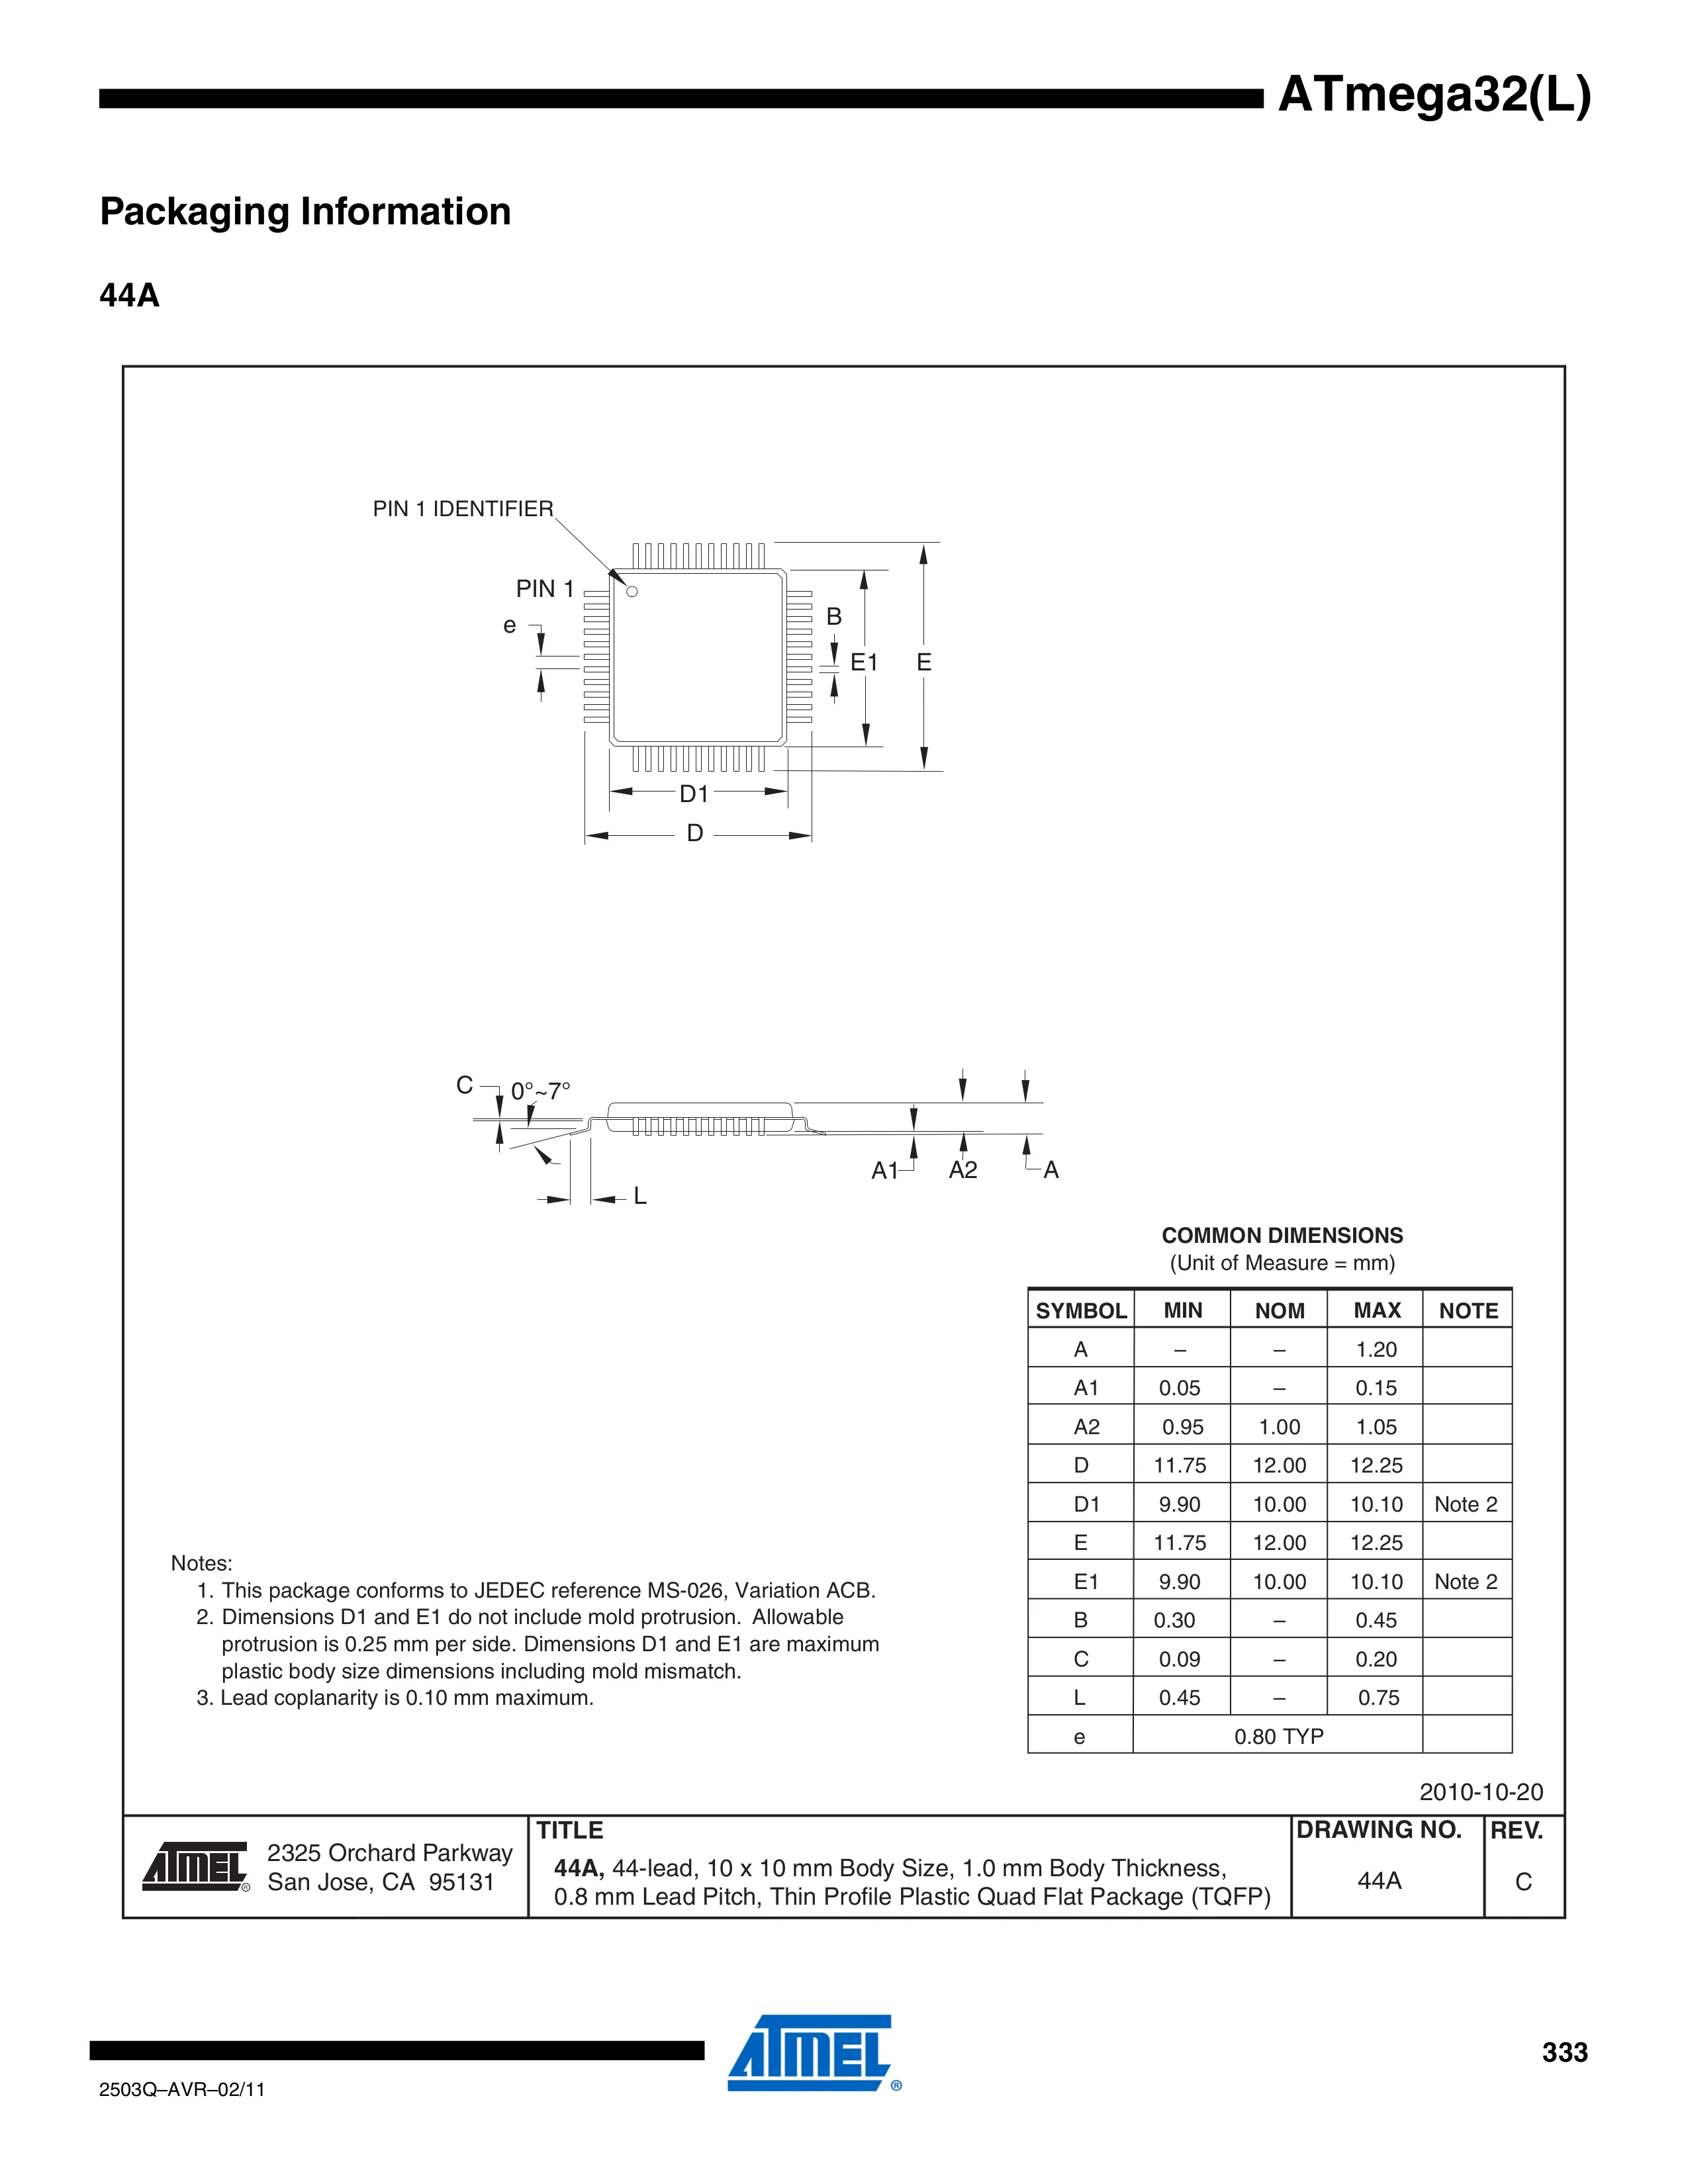 ATmega32(L)
Packaging Information
44A
PIN 1 IDENTIFIER
PIN 1
e
B
E1 E
D1
D
C 0°~7°
A1 A2 A
L
COMMON DIMENSIONS
(Unit of Measure = mm)
SYMBOL MIN NOM MAX NOTE
A – – 1.20
A1 0.05 – 0.15
A2 0.95 1.00 1.05
D 11.75 12.00 12.25
D1 9.90 10.00 10.10 Note 2
E 11.75 12.00 12.25
E1 9.90 10.00 10.10 Note 2
B 0.30 – 0.45
C 0.09 – 0.20
L 0.45 – 0.75
e 0.80 TYP
Notes:
1. This package conforms to JEDEC reference MS-026, Variation ACB.
2. Dimensions D1 and E1 do not include mold protrusion. Allowable
protrusion is 0.25 mm per side. Dimensions D1 and E1 are maximum
plastic body size dimensions including mold mismatch.
3. Lead coplanarity is 0.10 mm maximum.
2010-10-20
ATMEL ®
2325 Orchard Parkway
San Jose, CA 95131
TITLE
44A, 44-lead, 10 x 10 mm Body Size, 1.0 mm Body Thickness,
0.8 mm Lead Pitch, Thin Profile Plastic Quad Flat Package (TQFP)
DRAWING NO.
44A
REV.
C
ATMEL ®
333
2503Q–AVR–02/11